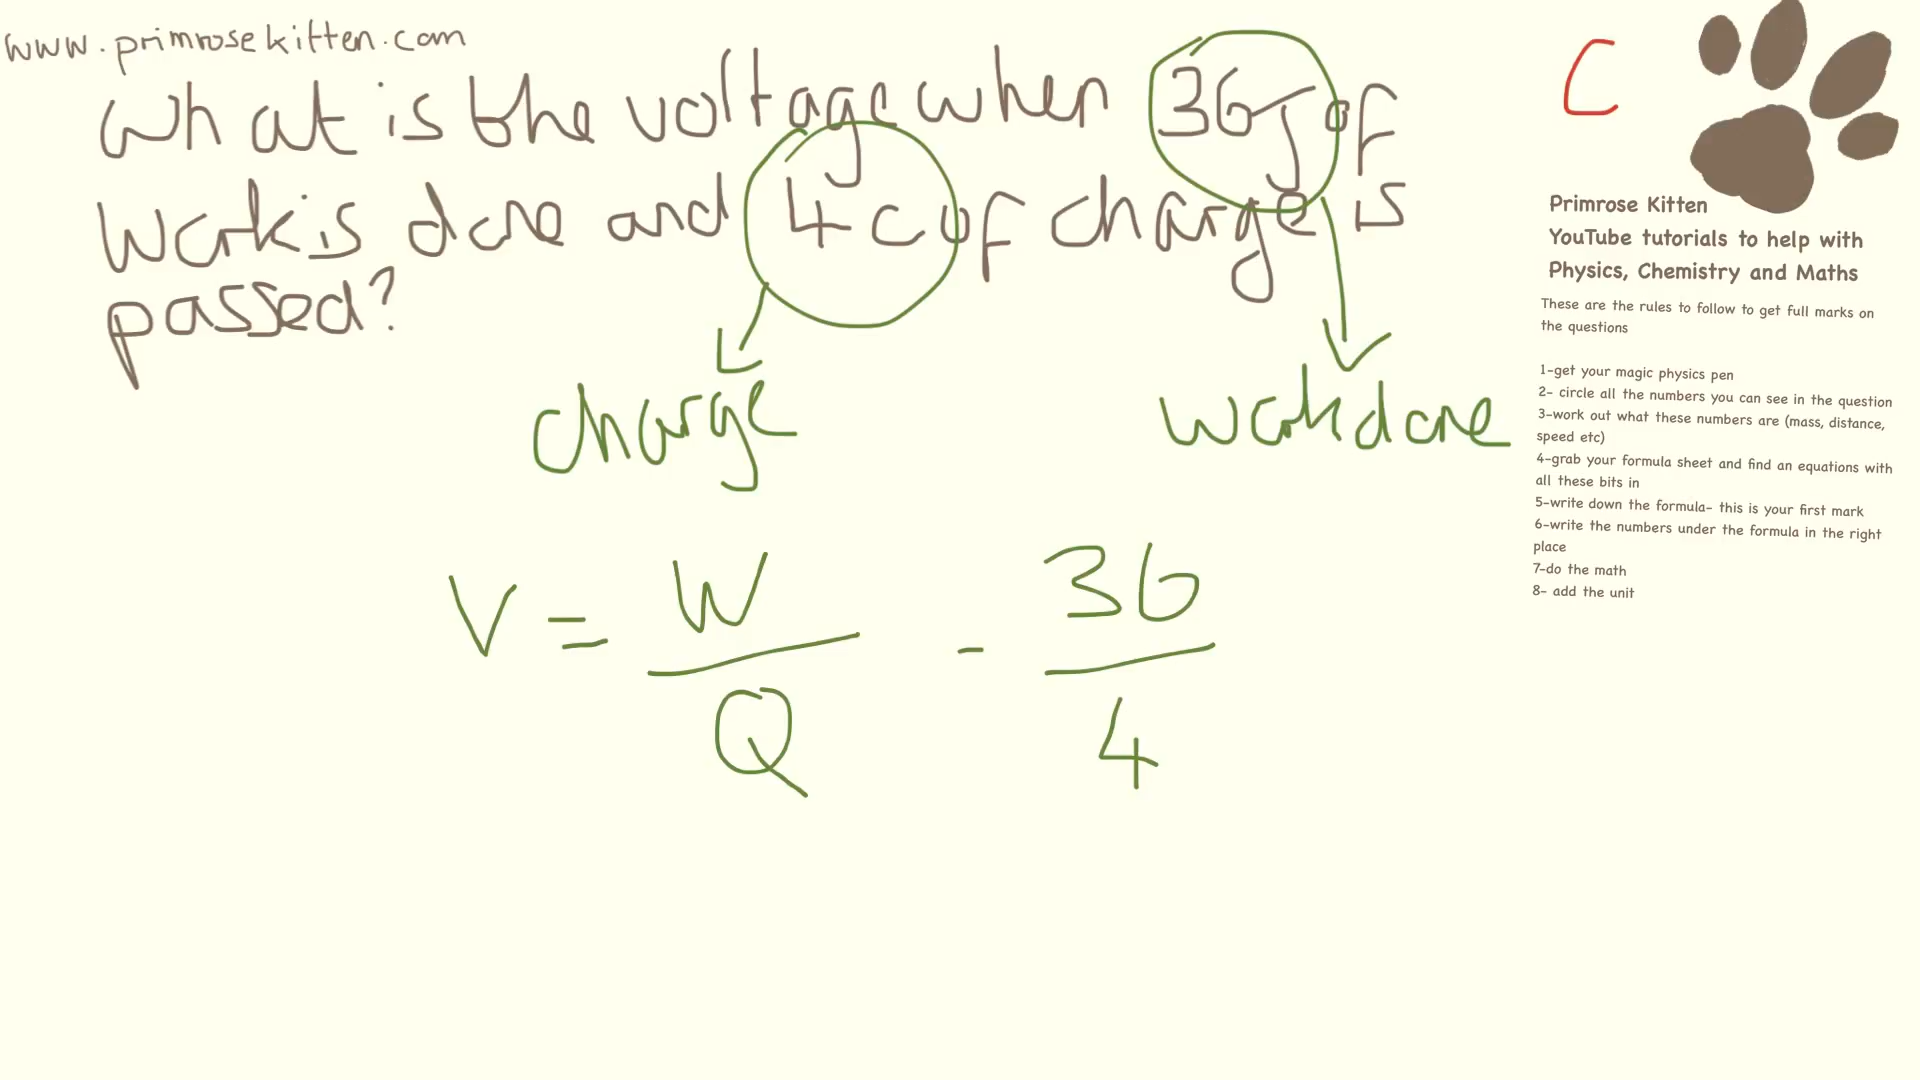 www.primrosekitten.com
What is the voltage when 36J of
work is done and 4C of charge is
passed?
charge
work done
V = W/Q - 36/4
C
Primrose Kitten
YouTube tutorials to help with
Physics, Chemistry and Maths
These are the rules to follow to get full marks on
the questions
1-get your magic physics pen
2- circle all the numbers you can see in the question
3-work out what these numbers are (mass, distance,
speed etc)
4-grab your formula sheet and find an equations with
all these bits in
5-write down the formula- this is your first mark
6-write the numbers under the formula in the right
place
7-do the math
8- add the unit